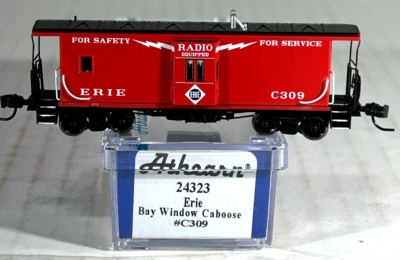 FOR SAFETY
RADIO
EQUIPPED
FOR SERVICE
ERIE
ERIE
C309
Athearn
24323
Erie
Bay Window Caboose
#C309